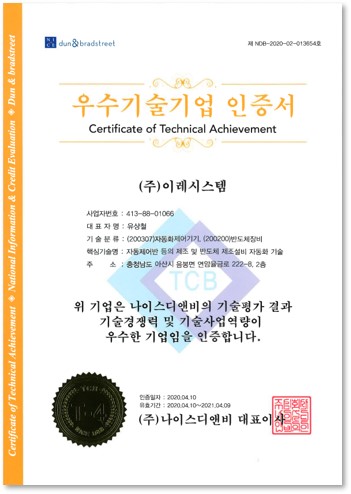 NICE dun&bradstreet
제 NDB-2020-02-013654호
우수기술기업 인증서
Certificate of Technical Achievement
(주)이레시스템
사업자번호 : 413-88-01066
대 표 자 명 : 유상철
기 술 분 류 : (200307)자동화제어기기, (200200)반도체장비
핵심기술명 : 자동제어반 등의 제조 및 반도체 제조설비 자동화 기술
주 소 : 충청남도 아산시 음봉면 연암율금로 222-8, 2층
TCB
위 기업은 나이스디앤비의 기술평가 결과
기술경쟁력 및 기술사업역량이
우수한 기업임을 인증합니다.
인증일자 : 2020.04.10
유효기간 : 2020.04.10~2021.04.09
(주)나이스디앤비 대표이사
TCB
T-4
Certificate of Technical Achievement ※ National Information & Credit Evaluation ※ Dun & bradstreet